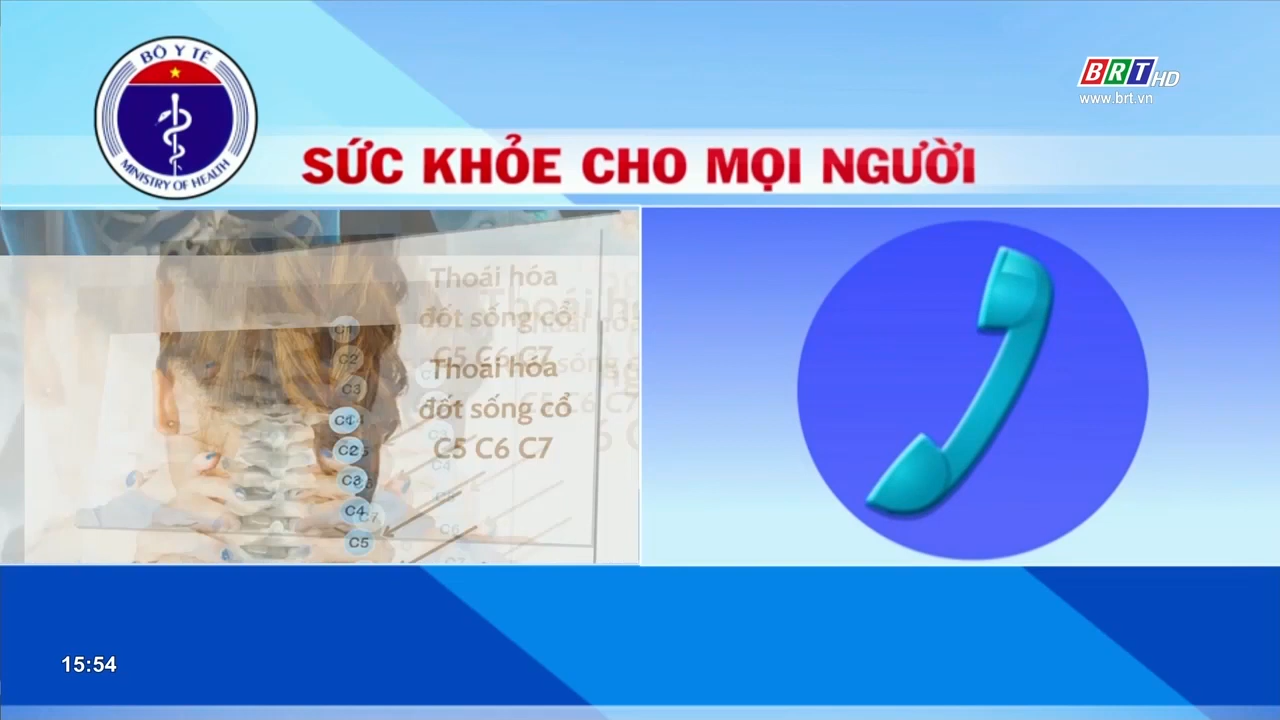 BỘ Y TẾ
MINISTRY OF HEALTH
BRT HD
www.brt.vn
SỨC KHỎE CHO MỌI NGƯỜI
Thoái hóa
đốt sống cổ
C5 C6 C7
Thoái hóa
đốt sống cổ
C5 C6 C7
C1
C2
C3
C1
C2
C3
C4
C7
C5
15:54